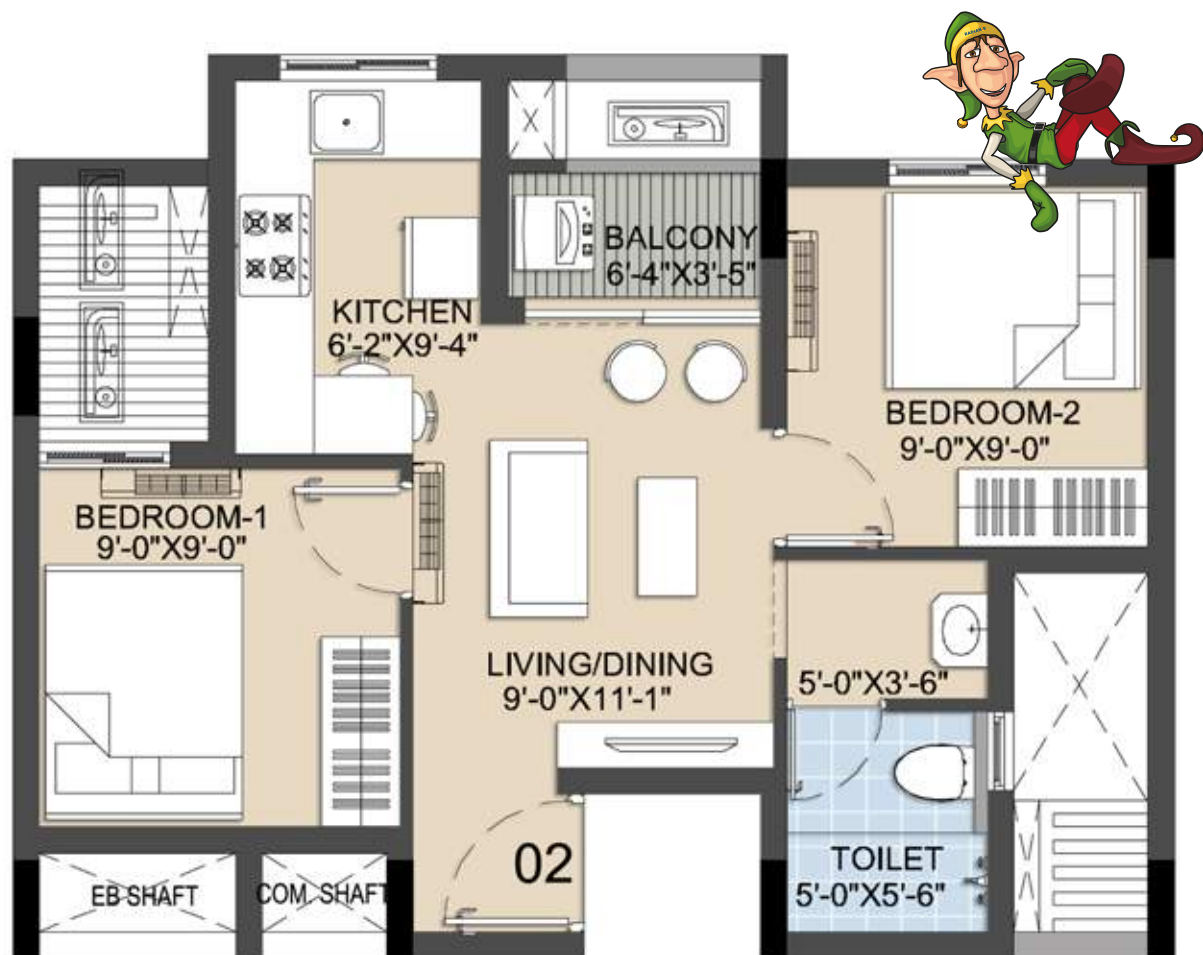 BALCONY
6'-4"X3'-5"
KITCHEN
6'-2"X9'-4"
BEDROOM-2
9'-0"X9'-0"
BEDROOM-1
9'-0"X9'-0"
LIVING/DINING
9'-0"X11'-1"
5'-0"X3'-6"
02
TOILET
5'-0"X5'-6"
EB SHAFT
COM. SHAFT